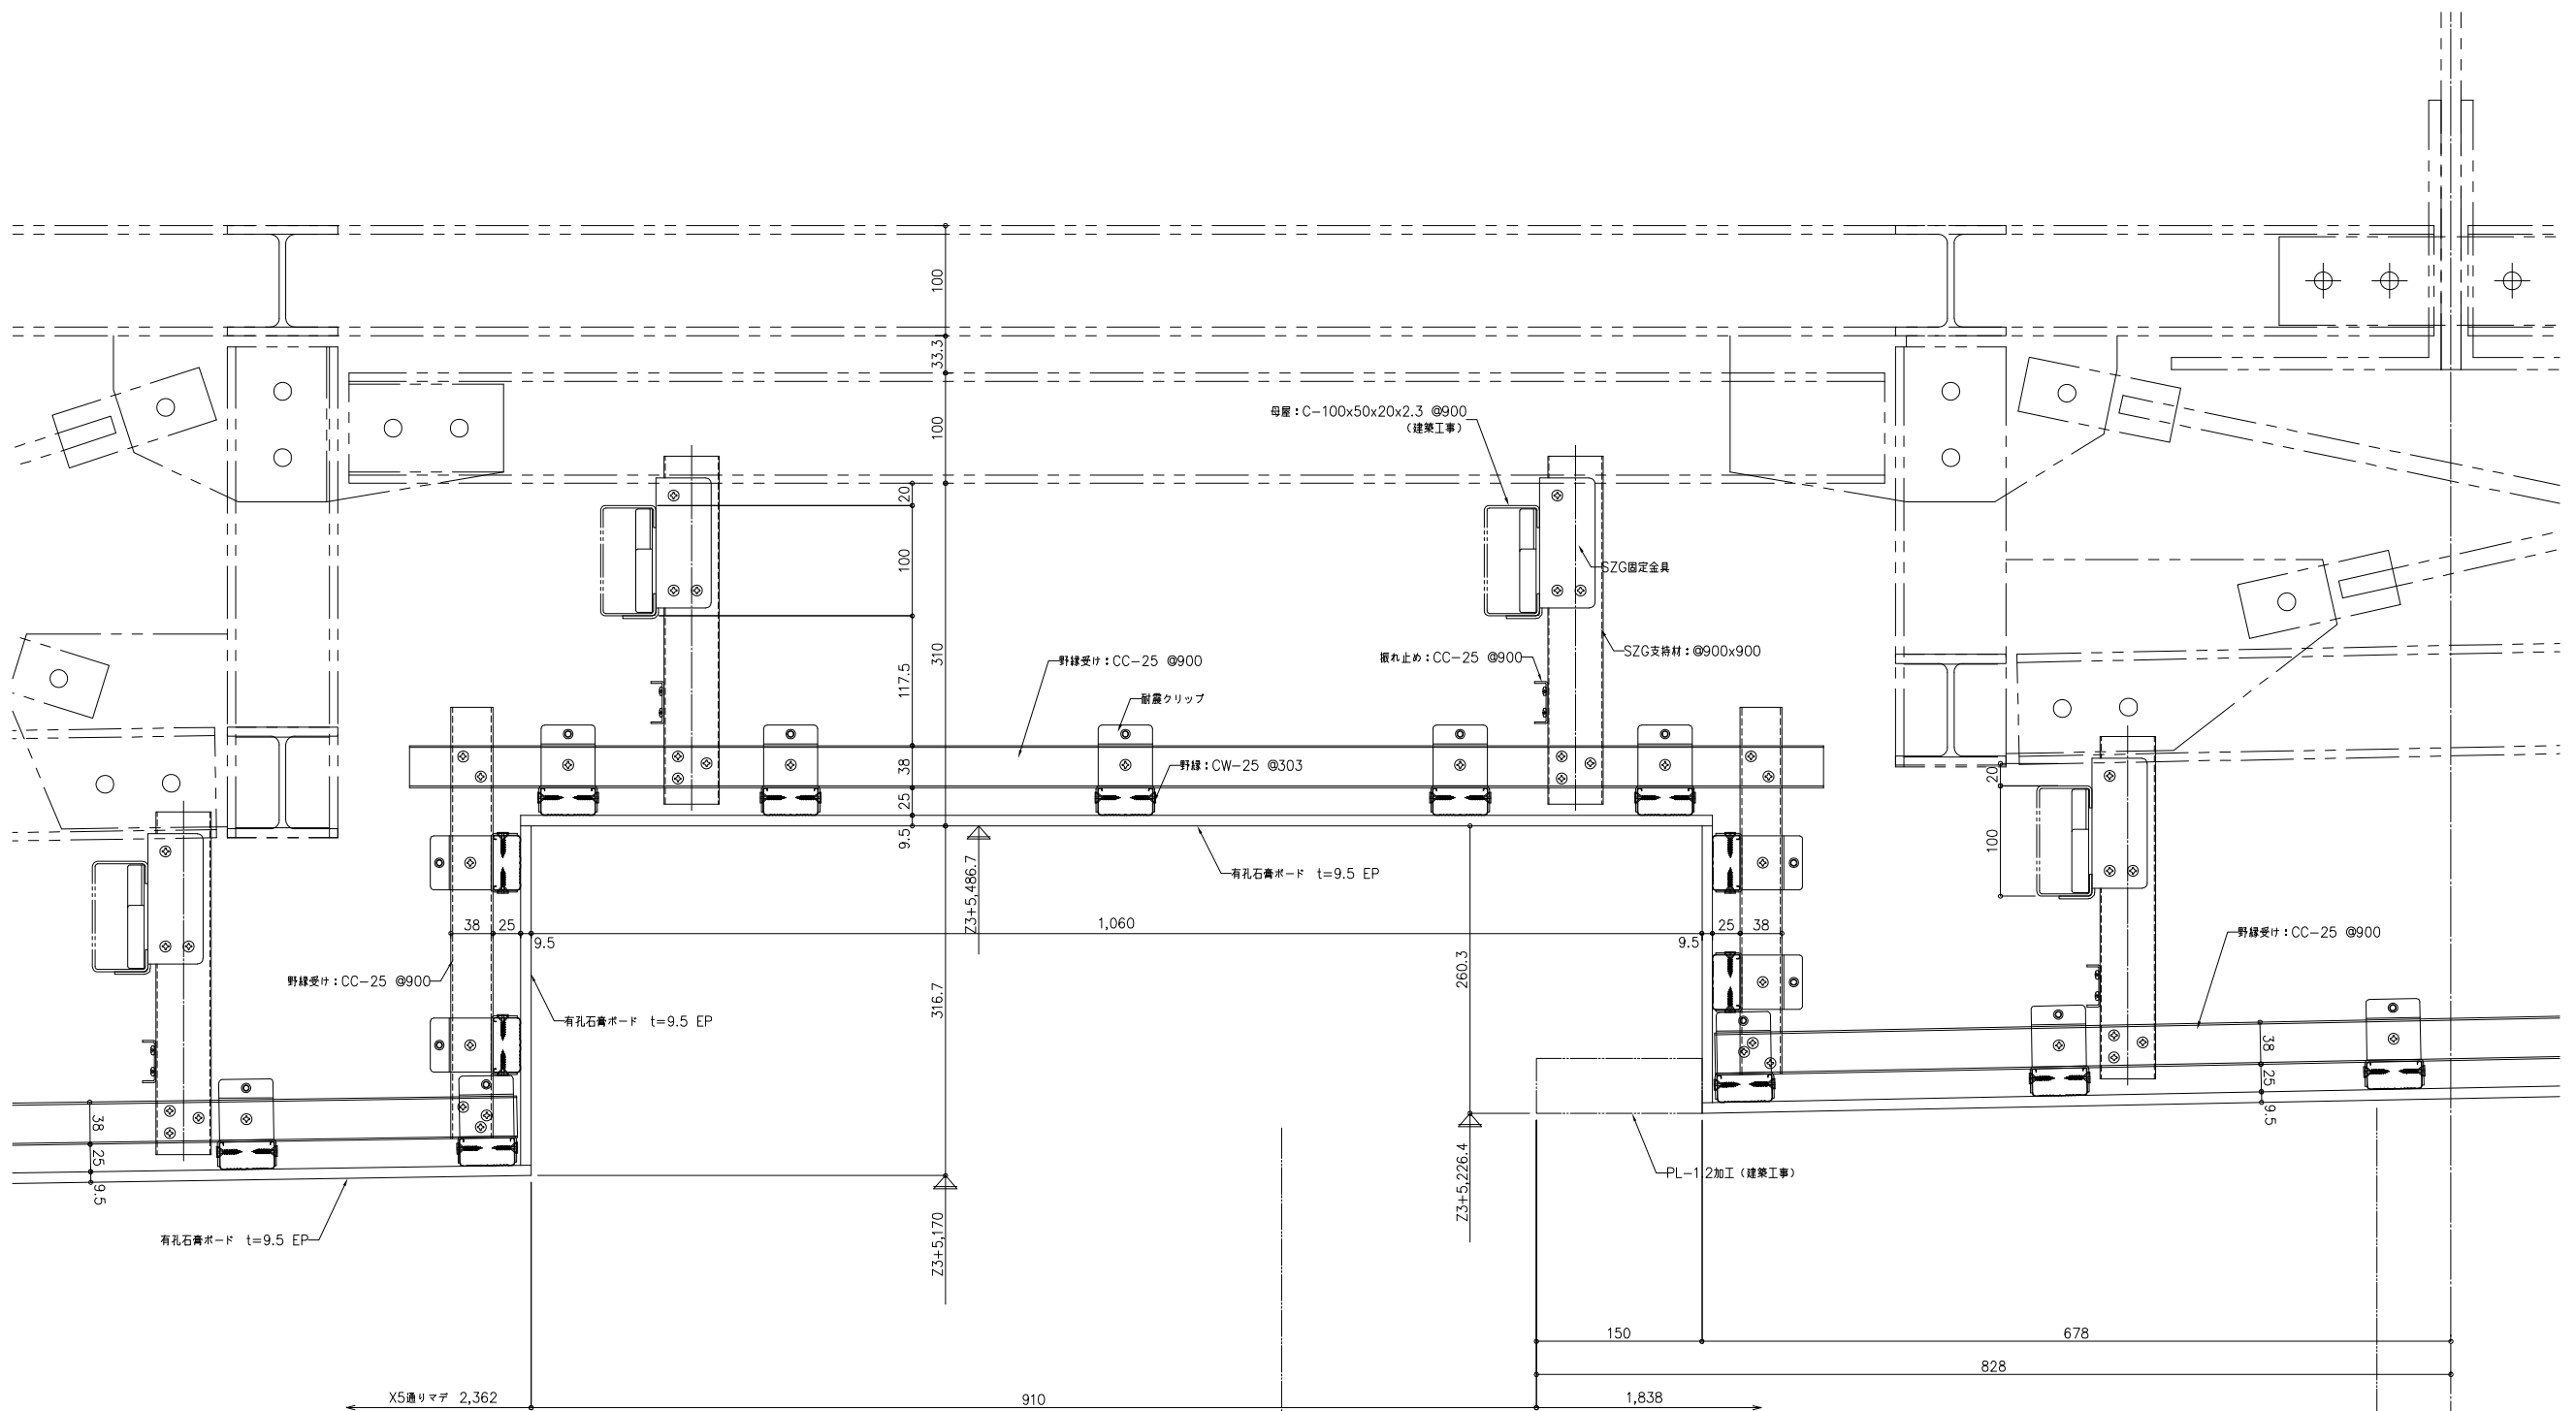 100
33.3
100
母屋：C-100x50x20x2.3 @900
（建築工事）
20
100
SZG固定金具
310
117.5
野縁受け：CC-25 @900
振れ止め：CC-25 @900
SZG支持材：@900x900
耐震クリップ
38
野縁：CW-25 @303
20
25
9.5
100
Z3+5,486.7
有孔石膏ボード t=9.5 EP
38
25
9.5
1,060
9.5
25
38
野縁受け：CC-25 @900
260.3
野縁受け：CC-25 @900
316.7
有孔石膏ボード t=9.5 EP
38
25
9.5
38
25
9.5
Z3+5,226.4
PL-1.2加工（建築工事）
Z3+5,170
有孔石膏ボード t=9.5 EP
150
678
828
X5通りマデ 2,362
910
1,838